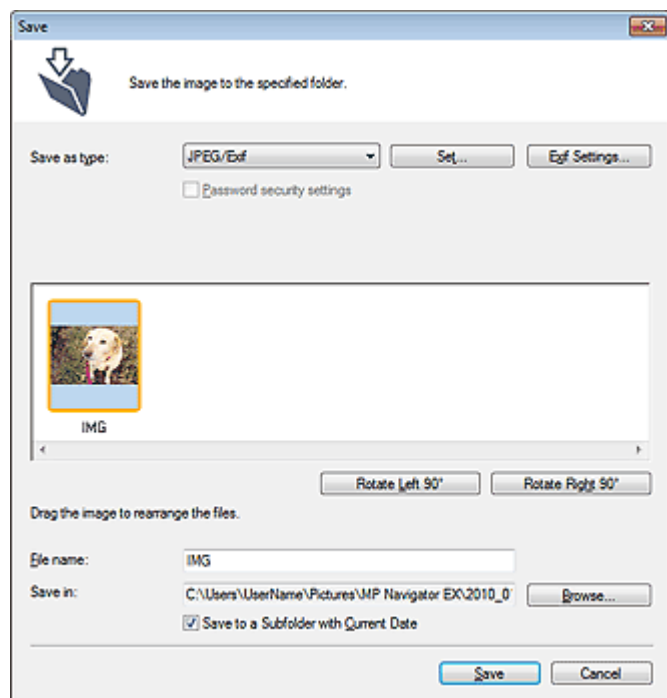 Save
Save the image to the specified folder.
Save as type: JPEG/Exif Set... Exif Settings...
Password security settings
IMG
Rotate Left 90° Rotate Right 90°
Drag the image to rearrange the files.
File name: IMG
Save in: C:\Users\UserName\Pictures\MP Navigator EX\2010_0 Browse...
Save to a Subfolder with Current Date
Save Cancel